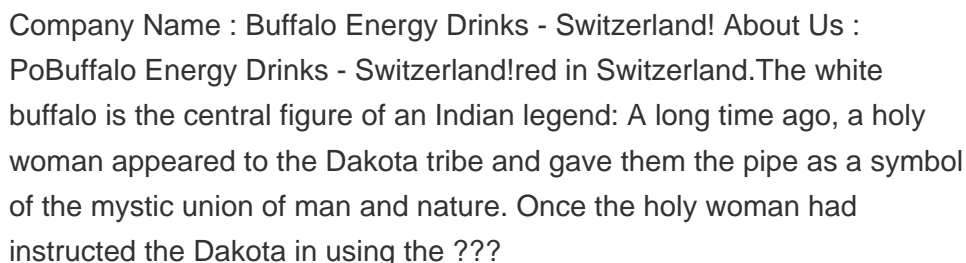 Company Name : Buffalo Energy Drinks - Switzerland! About Us :
PoBuffalo Energy Drinks - Switzerland!red in Switzerland.The white
buffalo is the central figure of an Indian legend: A long time ago, a holy
woman appeared to the Dakota tribe and gave them the pipe as a symbol
of the mystic union of man and nature. Once the holy woman had
instructed the Dakota in using the ???